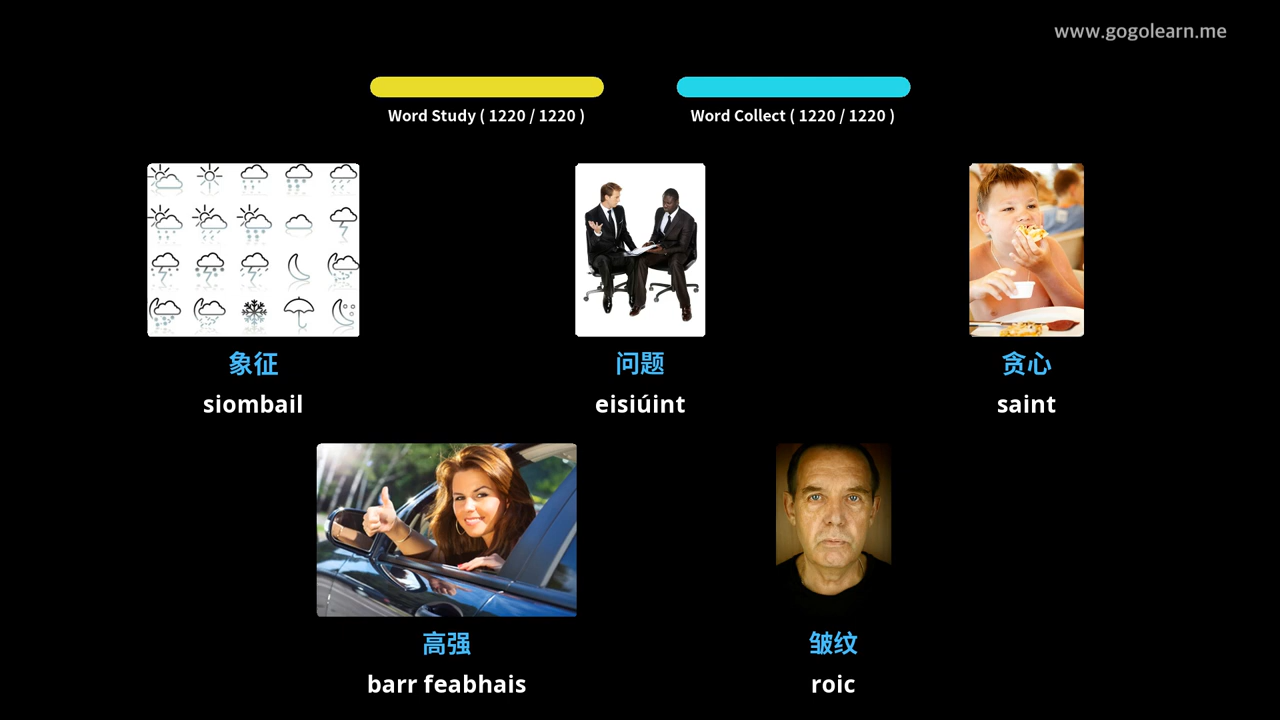 www.gogolearn.me
Word Study ( 1220 / 1220 )
Word Collect ( 1220 / 1220 )
象征
siombail
问题
eisiúint
贪心
saint
高强
barr feabhais
皱纹
roic